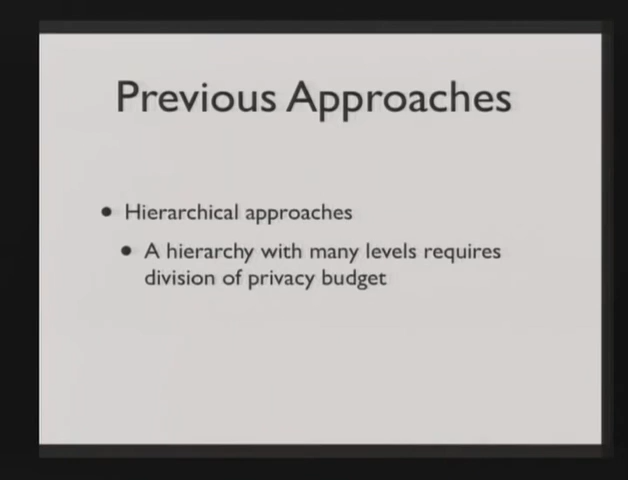 Previous Approaches
• Hierarchical approaches
• A hierarchy with many levels requires
division of privacy budget